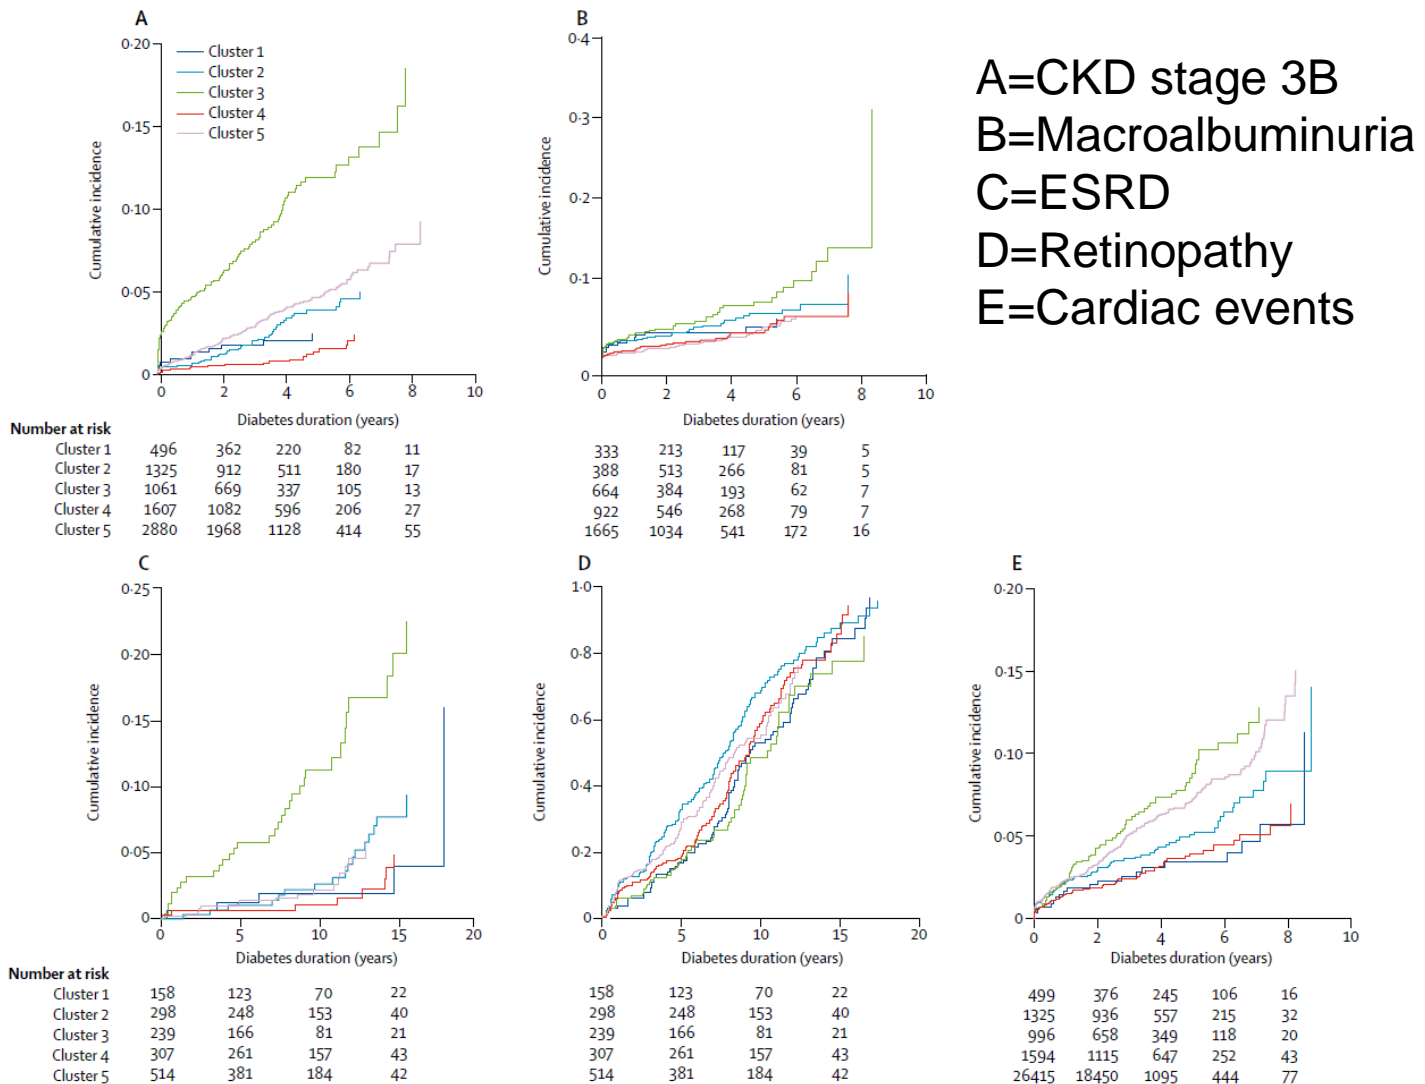 A
0·20
0·15
0·10
0·05
0
Cluster 1
Cluster 2
Cluster 3
Cluster 4
Cluster 5
Cumulative incidence
0 2 4 6 8 10
Diabetes duration (years)
Number at risk
Cluster 1 496 362 220 82 11
Cluster 2 1325 912 511 180 17
Cluster 3 1061 669 337 105 13
Cluster 4 1607 1082 596 206 27
Cluster 5 2880 1968 1128 414 55
B
0·4
0·3
0·2
0·1
0
Cumulative incidence
0 2 4 6 8 10
Diabetes duration (years)
333 213 117 39 5
388 513 266 81 5
664 384 193 62 7
922 546 268 79 7
1665 1034 541 172 16
A=CKD stage 3B
B=Macroalbuminuria
C=ESRD
D=Retinopathy
E=Cardiac events
C
0·25
0·20
0·15
0·10
0·05
0
Cumulative incidence
0 5 10 15 20
Diabetes duration (years)
Number at risk
Cluster 1 158 123 70 22
Cluster 2 298 248 153 40
Cluster 3 239 166 81 21
Cluster 4 307 261 157 43
Cluster 5 514 381 184 42
D
1·0
0·8
0·6
0·4
0·2
0
Cumulative incidence
0 5 10 15 20
Diabetes duration (years)
158 123 70 22
298 248 153 40
239 166 81 21
307 261 157 43
514 381 184 42
E
0·20
0·15
0·10
0·05
0
Cumulative incidence
0 2 4 6 8 10
Diabetes duration (years)
499 376 245 106 16
1325 936 557 215 32
996 658 349 118 20
1594 1115 647 252 43
26415 18450 1095 444 77